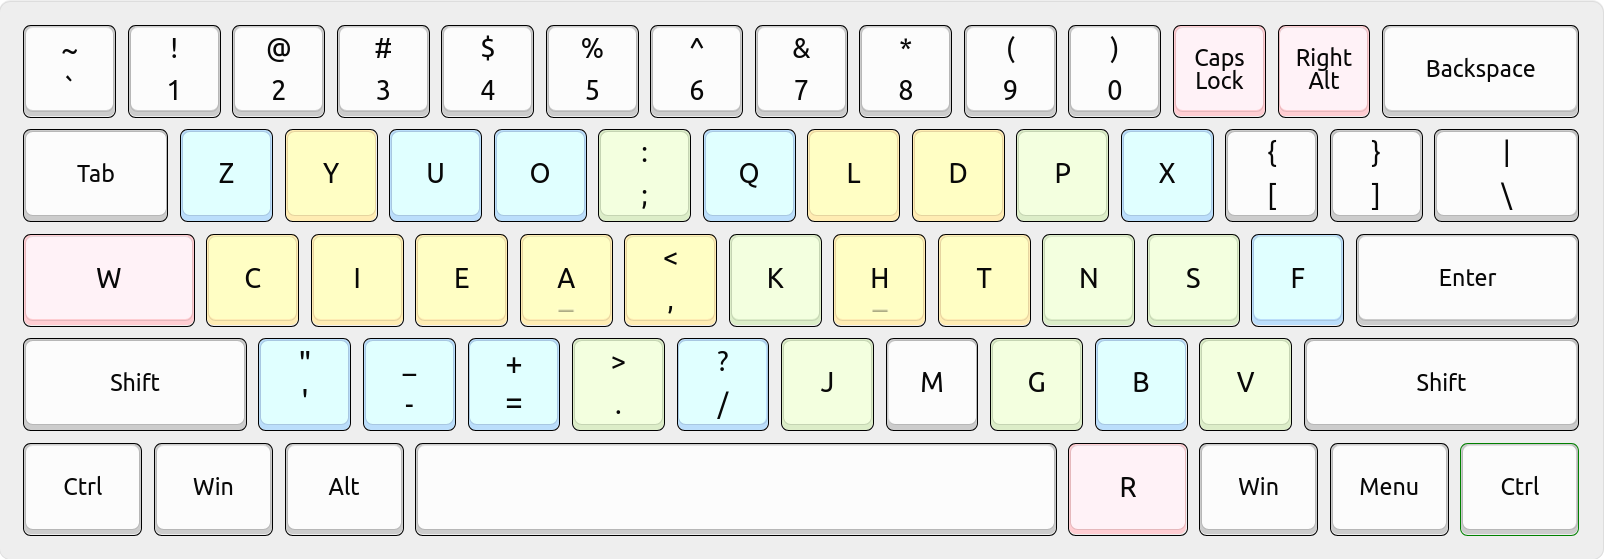 ~ ! @ # $ % ^ & * ( ) Caps Lock Right Alt Backspace
` 1 2 3 4 5 6 7 8 9 0
Tab Z Y U O : Q L D P X { } |
; [ ] \
W C I E A < K H T N S F Enter
_ , _
Shift " _ + > ? J M G B V Shift
' - = . /
Ctrl Win Alt R Win Menu Ctrl